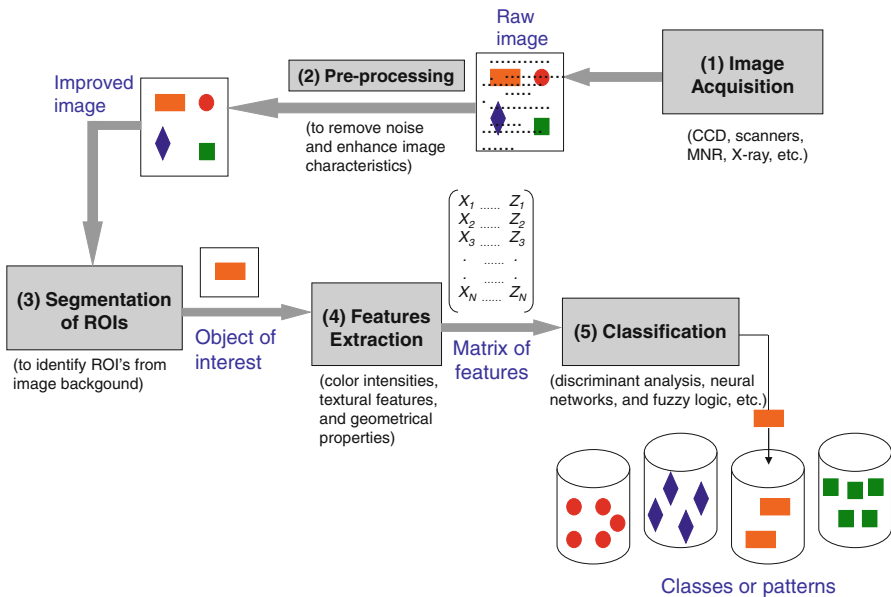 Raw
image
(1) Image
Acquisition
(CCD, scanners,
MNR, X-ray, etc.)
(2) Pre-processing
(to remove noise
and enhance image
characteristics)
Improved
image
(3) Segmentation
of ROIs
(to identify ROI's from
image backgound)
Object of
interest
(4) Features
Extraction
(color intensities,
textural features,
and geometrical
properties)
X1 ...... Z1
X2 ...... Z2
X3 ...... Z3
. ...... .
. ...... .
XN ...... ZN
Matrix of
features
(5) Classification
(discriminant analysis, neural
networks, and fuzzy logic, etc.)
Classes or patterns